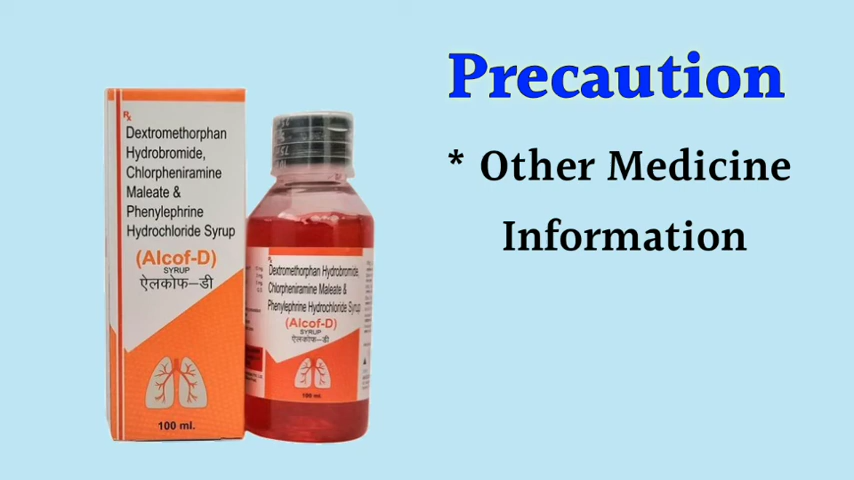 Precaution
* Other Medicine
Information
Rx
Dextromethorphan
Hydrobromide,
Chlorpheniramine
Maleate &
Phenylephrine
Hydrochloride Syrup
(Alcof-D)
SYRUP
ऐलकोफ-डी
100 ml.
Dextromethorphan Hydrobromide,
Chlorpheniramine Maleate &
Phenylephrine Hydrochloride Syrup
(Alcof-D)
SYRUP
ऐलकोफ-डी
100 ml.